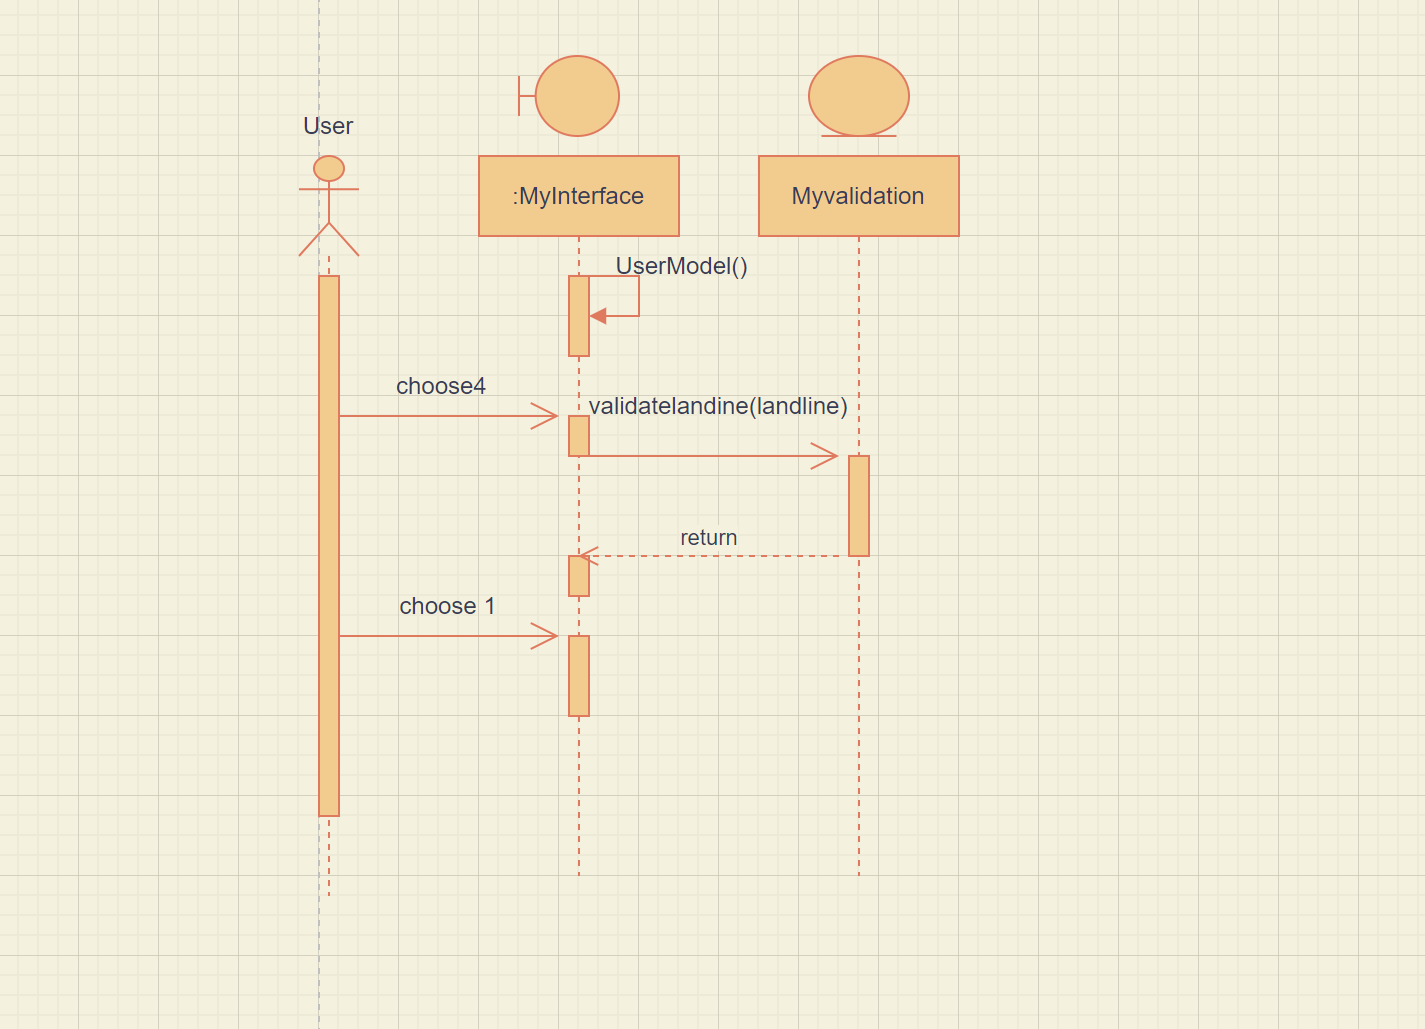 User
:MyInterface
Myvalidation
UserModel()
choose4
validatelandine(landline)
return
choose 1